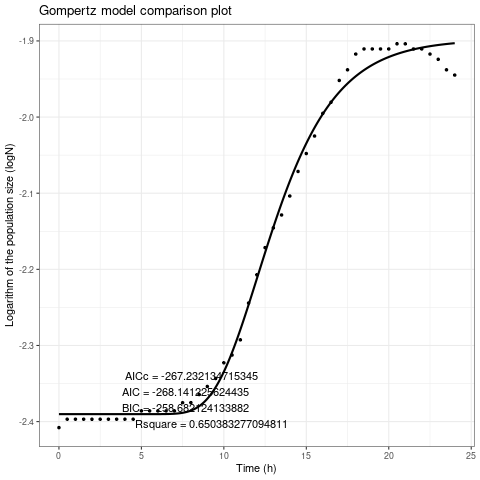 Gompertz model comparison plot
Logarithm of the population size (logN)
-1.9
-2.0
-2.1
-2.2
-2.3
-2.4
AICc = -267.232134715345
AIC = -268.141225624435
BIC = -258.682124133882
Rsquare = 0.650383277094811
0
5
10
15
20
25
Time (h)